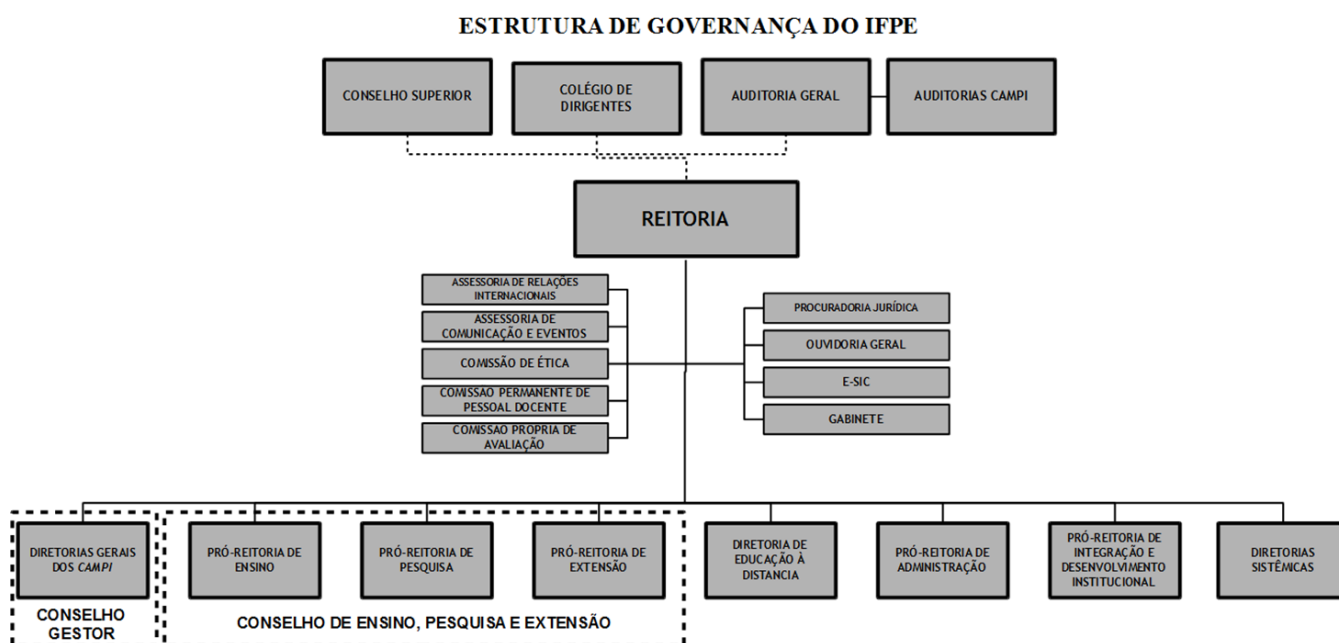 ESTRUTURA DE GOVERNANÇA DO IFPE
CONSELHO SUPERIOR
COLÉGIO DE
DIRIGENTES
AUDITORIA GERAL
AUDITORIAS CAMPI
REITORIA
ASSESSORIA DE RELAÇÕES
INTERNACIONAIS
ASSESSORIA DE
COMUNICAÇÃO E EVENTOS
COMISSÃO DE ÉTICA
COMISSAO PERMANENTE DE
PESSOAL DOCENTE
COMISSAO PROPRIA DE
AVALIAÇÃO
PROCURADORIA JURÍDICA
OUVIDORIA GERAL
E-SIC
GABINETE
DIRETORIAS GERAIS
DOS CAMPI
PRÓ-REITORIA DE
ENSINO
PRÓ-REITORIA DE
PESQUISA
PRÓ-REITORIA DE
EXTENSÃO
DIRETORIA DE
EDUCAÇÃO À
DISTANCIA
PRÓ-REITORIA DE
ADMINISTRAÇÃO
PRÓ-REITORIA DE
INTEGRAÇÃO E
DESENVOLVIMENTO
INSTITUCIONAL
DIRETORIAS
SISTÊMICAS
CONSELHO
GESTOR
CONSELHO DE ENSINO, PESQUISA E EXTENSÃO